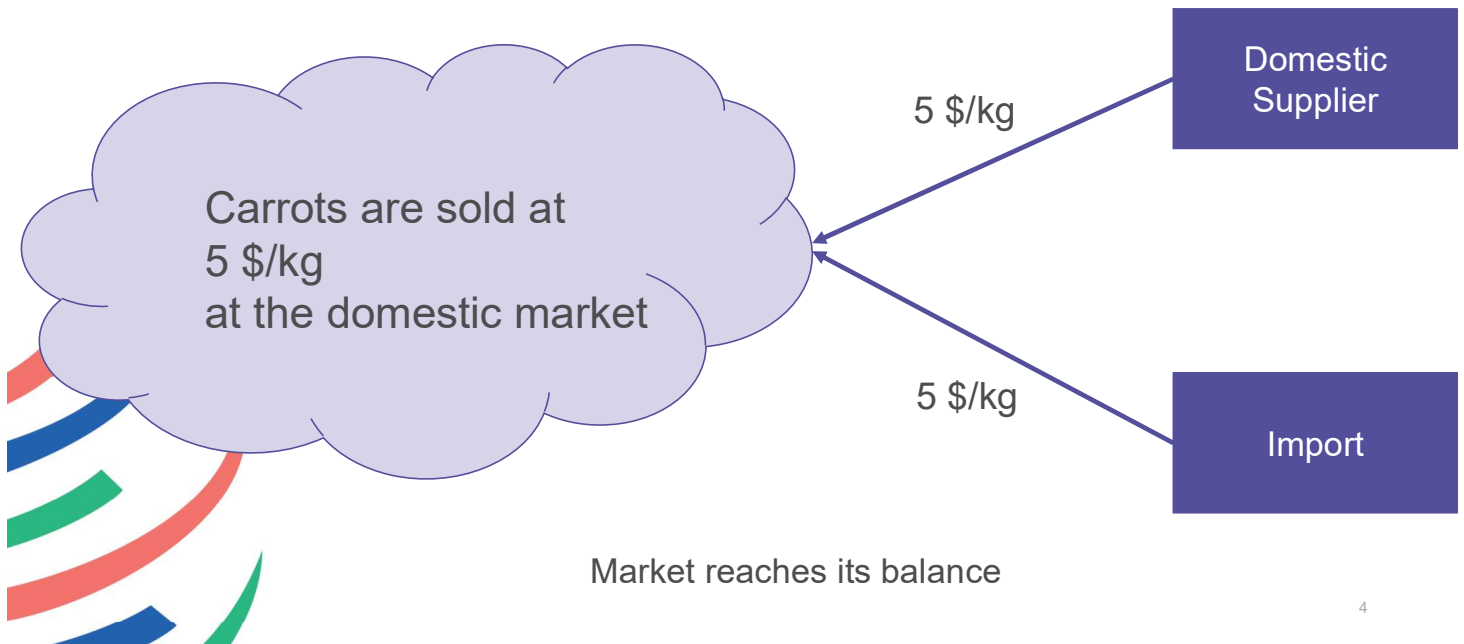 Domestic
Supplier
5 $/kg
Carrots are sold at
5 $/kg
at the domestic market
5 $/kg
Import
Market reaches its balance
4